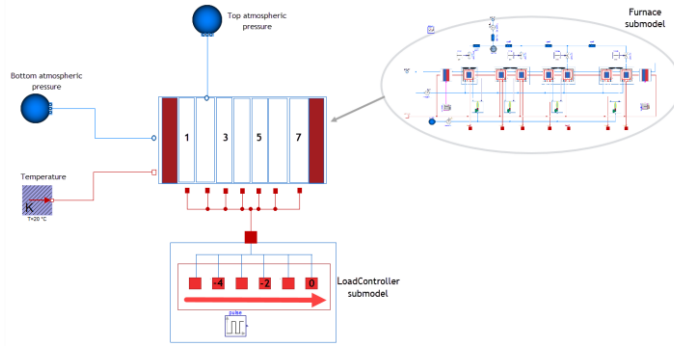 Top atmospheric
pressure
Furnace
submodel
Bottom atmospheric
pressure
1
3
5
7
Temperature
K
T=20 °C
-4
-2
0
LoadController
submodel
pulse